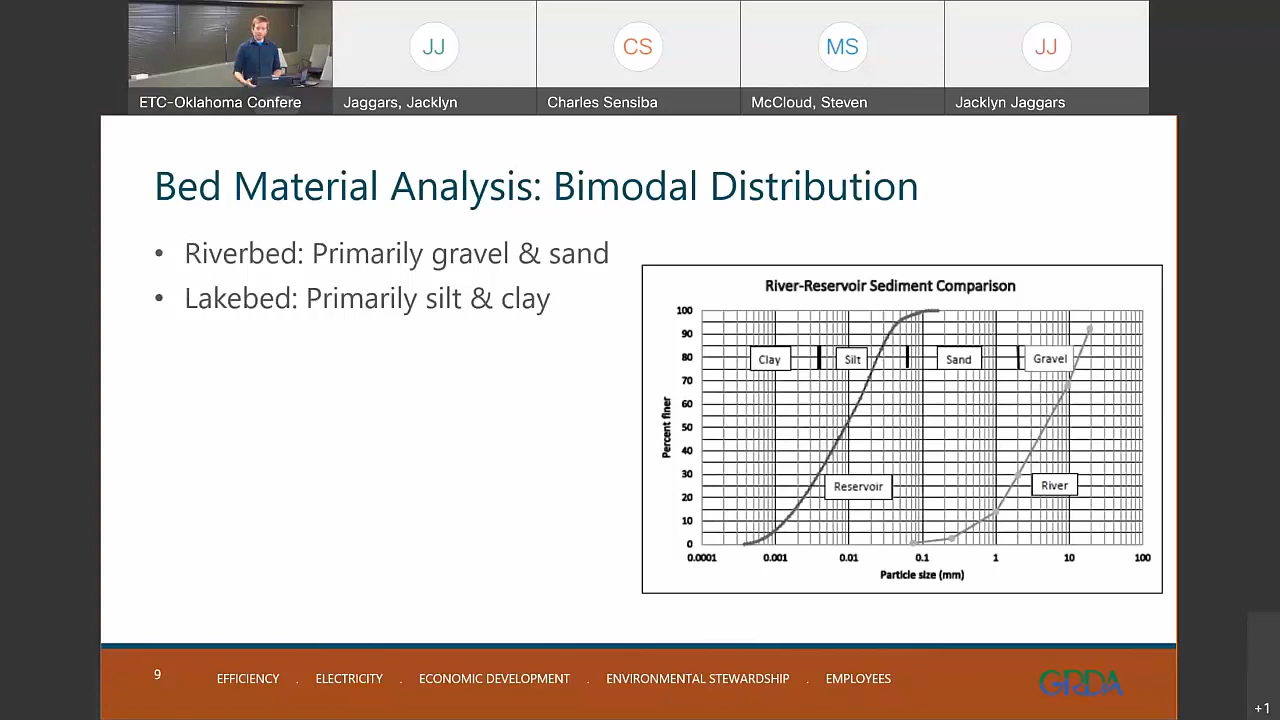 JJ
CS
MS
JJ
ETC-Oklahoma Confere
Jaggars, Jacklyn
Charles Sensiba
McCloud, Steven
Jacklyn Jaggars
Bed Material Analysis: Bimodal Distribution
• Riverbed: Primarily gravel & sand
• Lakebed: Primarily silt & clay
River-Reservoir Sediment Comparison
100
90
80
70
60
50
40
30
20
10
0
Percent finer
Clay
Silt
Sand
Gravel
Reservoir
River
0.0001 0.001 0.01 0.1 1 10 100
Particle size (mm)
9
EFFICIENCY . ELECTRICITY . ECONOMIC DEVELOPMENT . ENVIRONMENTAL STEWARDSHIP . EMPLOYEES
GRDA
+1